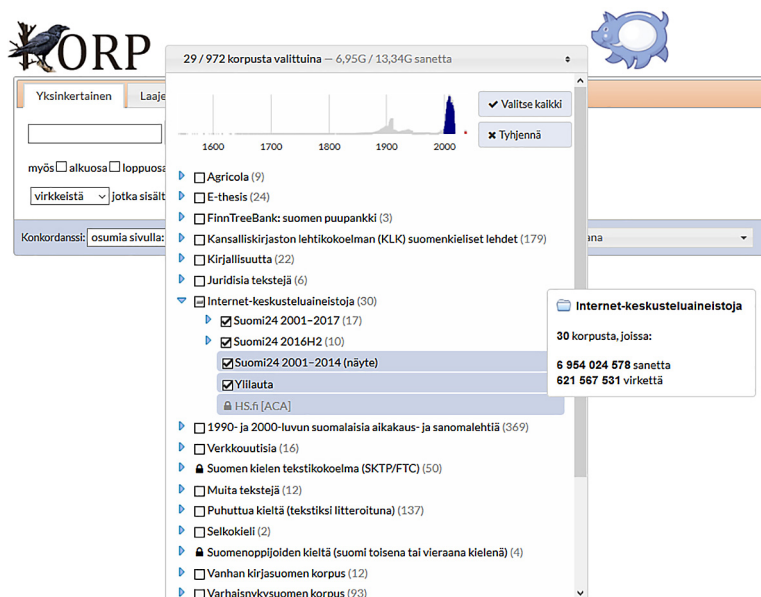 KORP
29 / 972 korpusta valittuina — 6,95G / 13,34G sanetta
Yksinkertainen
Laaje
✔ Valitse kaikki
✖ Tyhjennä
1600 1700 1800 1900 2000
myös alkuosa loppuosa
virkkeistä jotka sisält
Konkordanssi: osumia sivulla:
ana
Agricola (9)
E-thesis (24)
FinnTreeBank: suomen puupankki (3)
Kansalliskirjaston lehtikokoelman (KLK) suomenkieliset lehdet (179)
Kirjallisuutta (22)
Juridisia tekstejä (6)
Internet-keskusteluaineistoja (30)
Suomi24 2001–2017 (17)
Suomi24 2016H2 (10)
Suomi24 2001–2014 (näyte)
Ylilauta
HS.fi [ACA]
1990- ja 2000-luvun suomalaisia aikakaus- ja sanomalehtiä (369)
Verkkouutisia (16)
Suomen kielen tekstikokoelma (SKTP/FTC) (50)
Muita tekstejä (12)
Puhuttua kieltä (tekstiksi litteroituna) (137)
Selkokieli (2)
Suomenoppijoiden kieltä (suomi toisena tai vieraana kielenä) (4)
Vanhan kirjasuomen korpus (12)
Varhaisnykysuomen korpus (93)
Internet-keskusteluaineistoja
30 korpusta, joissa:
6 954 024 578 sanetta
621 567 531 virkettä